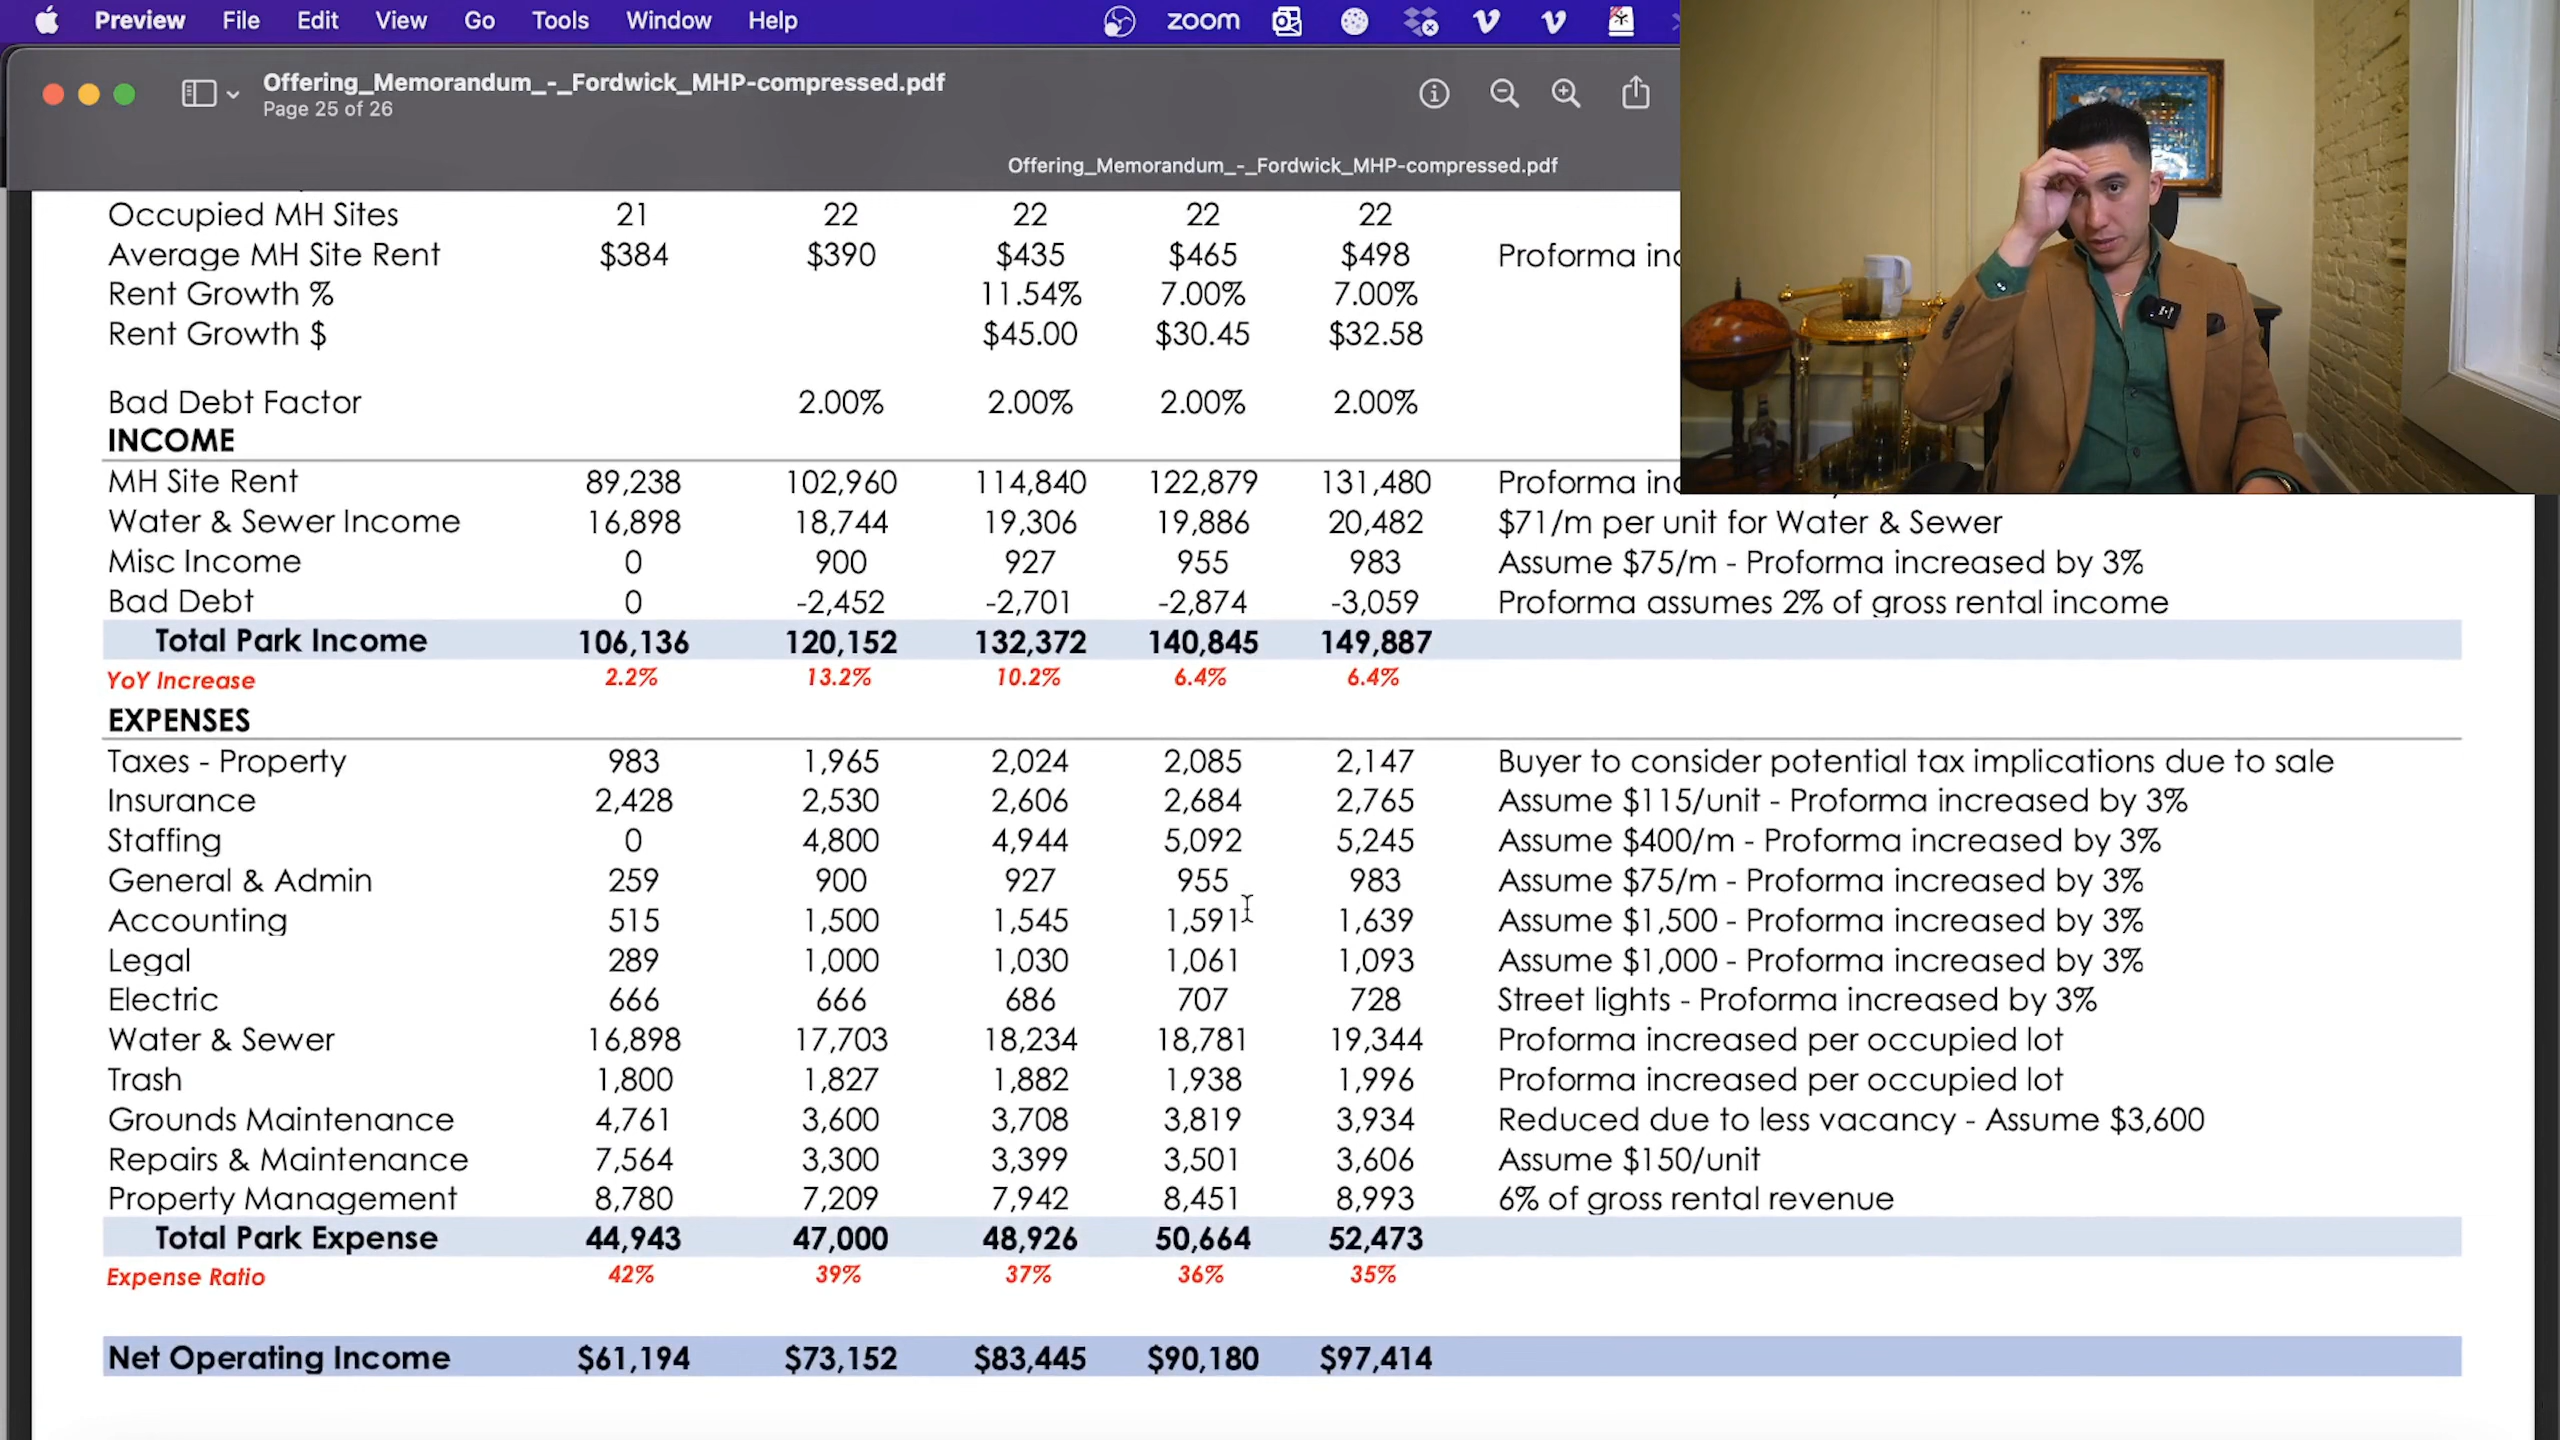 Preview File Edit View Go Tools Window Help zoom
Offering_Memorandum_-_Fordwick_MHP-compressed.pdf
Page 25 of 26
Offering_Memorandum_-_Fordwick_MHP-compressed.pdf
Occupied MH Sites 21 22 22 22 22
Average MH Site Rent $384 $390 $435 $465 $498 Proforma inc
Rent Growth % 11.54% 7.00% 7.00%
Rent Growth $ $45.00 $30.45 $32.58
Bad Debt Factor 2.00% 2.00% 2.00% 2.00%
INCOME
MH Site Rent 89,238 102,960 114,840 122,879 131,480 Proforma inc
Water & Sewer Income 16,898 18,744 19,306 19,886 20,482 $71/m per unit for Water & Sewer
Misc Income 0 900 927 955 983 Assume $75/m - Proforma increased by 3%
Bad Debt 0 -2,452 -2,701 -2,874 -3,059 Proforma assumes 2% of gross rental income
Total Park Income 106,136 120,152 132,372 140,845 149,887
YoY Increase 2.2% 13.2% 10.2% 6.4% 6.4%
EXPENSES
Taxes - Property 983 1,965 2,024 2,085 2,147 Buyer to consider potential tax implications due to sale
Insurance 2,428 2,530 2,606 2,684 2,765 Assume $115/unit - Proforma increased by 3%
Staffing 0 4,800 4,944 5,092 5,245 Assume $400/m - Proforma increased by 3%
General & Admin 259 900 927 955 983 Assume $75/m - Proforma increased by 3%
Accounting 515 1,500 1,545 1,591 1,639 Assume $1,500 - Proforma increased by 3%
Legal 289 1,000 1,030 1,061 1,093 Assume $1,000 - Proforma increased by 3%
Electric 666 666 686 707 728 Street lights - Proforma increased by 3%
Water & Sewer 16,898 17,703 18,234 18,781 19,344 Proforma increased per occupied lot
Trash 1,800 1,827 1,882 1,938 1,996 Proforma increased per occupied lot
Grounds Maintenance 4,761 3,600 3,708 3,819 3,934 Reduced due to less vacancy - Assume $3,600
Repairs & Maintenance 7,564 3,300 3,399 3,501 3,606 Assume $150/unit
Property Management 8,780 7,209 7,942 8,451 8,993 6% of gross rental revenue
Total Park Expense 44,943 47,000 48,926 50,664 52,473
Expense Ratio 42% 39% 37% 36% 35%
Net Operating Income $61,194 $73,152 $83,445 $90,180 $97,414